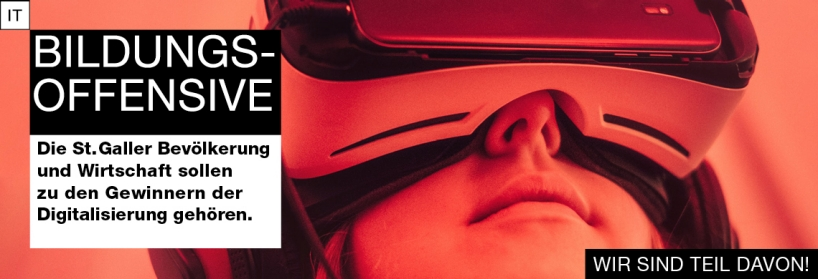 IT
BILDUNGS-
OFFENSIVE
Die St.Galler Bevölkerung
und Wirtschaft sollen
zu den Gewinnern der
Digitalisierung gehören.
WIR SIND TEIL DAVON!